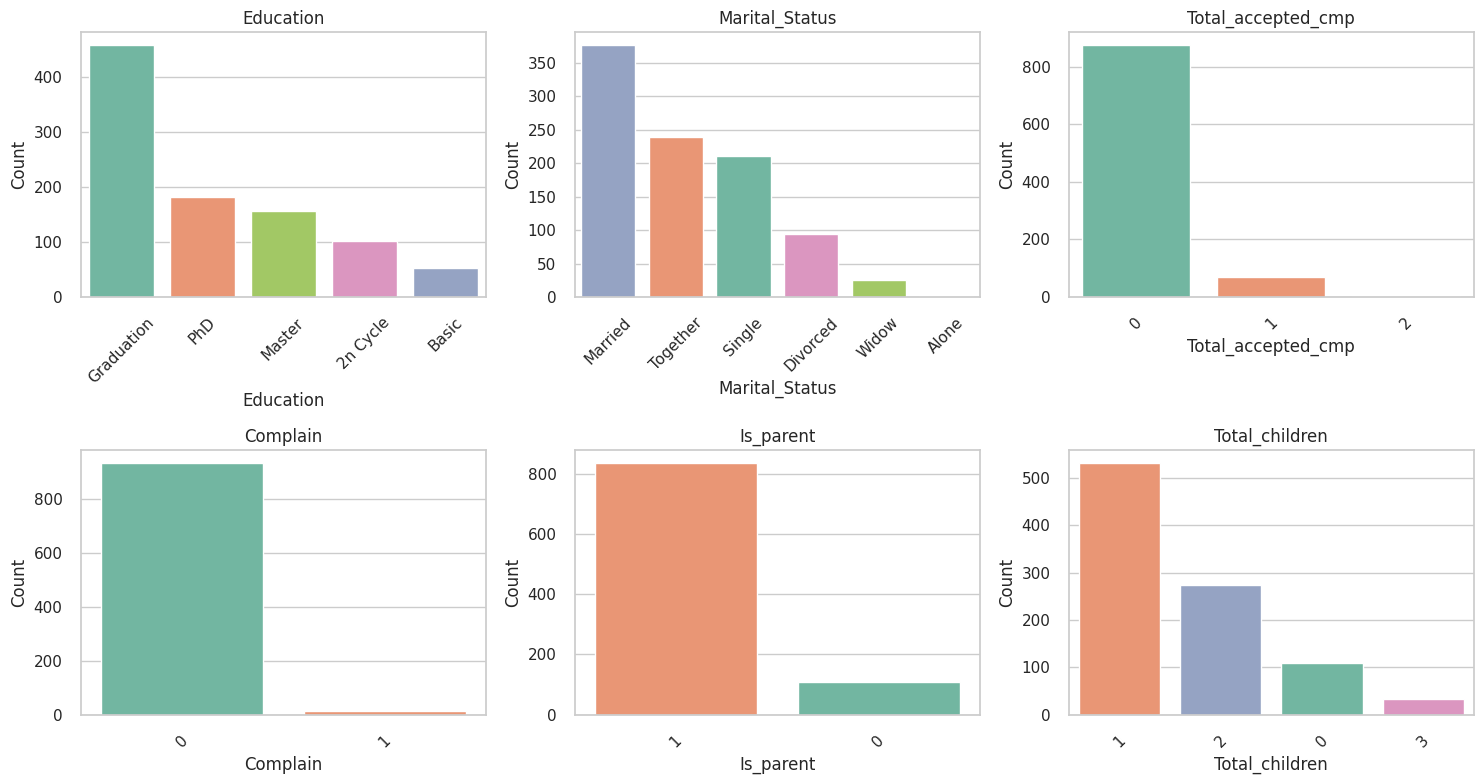 Education
Count
400
300
200
100
0
Graduation
PhD
Master
2n Cycle
Basic
Education
Marital_Status
Count
350
300
250
200
150
100
50
0
Married
Together
Single
Divorced
Widow
Alone
Marital_Status
Total_accepted_cmp
Count
800
600
400
200
0
0
1
2
Total_accepted_cmp
Complain
Count
800
600
400
200
0
0
1
Complain
Is_parent
Count
800
600
400
200
0
1
0
Is_parent
Total_children
Count
500
400
300
200
100
0
1
2
0
3
Total_children